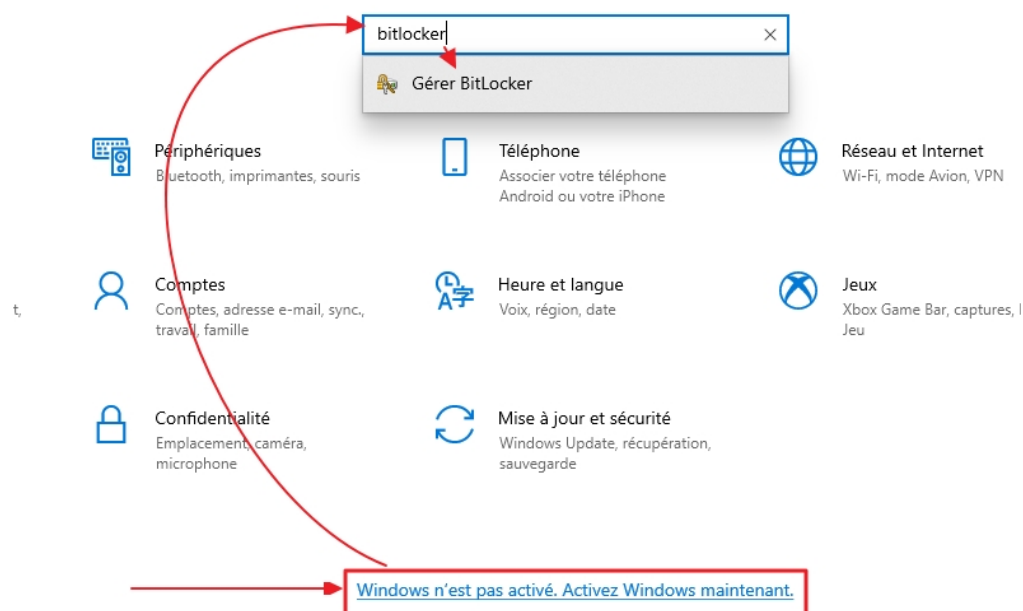 bitlocker
Gérer BitLocker
Périphériques
Bluetooth, imprimantes, souris
Téléphone
Associer votre téléphone
Android ou votre iPhone
Réseau et Internet
Wi-Fi, mode Avion, VPN
t,
Comptes
Comptes, adresse e-mail, sync.,
travail, famille
Heure et langue
Voix, région, date
Jeux
Xbox Game Bar, captures,
Jeu
Confidentialité
Emplacement, caméra,
microphone
Mise à jour et sécurité
Windows Update, récupération,
sauvegarde
Windows n'est pas activé. Activez Windows maintenant.